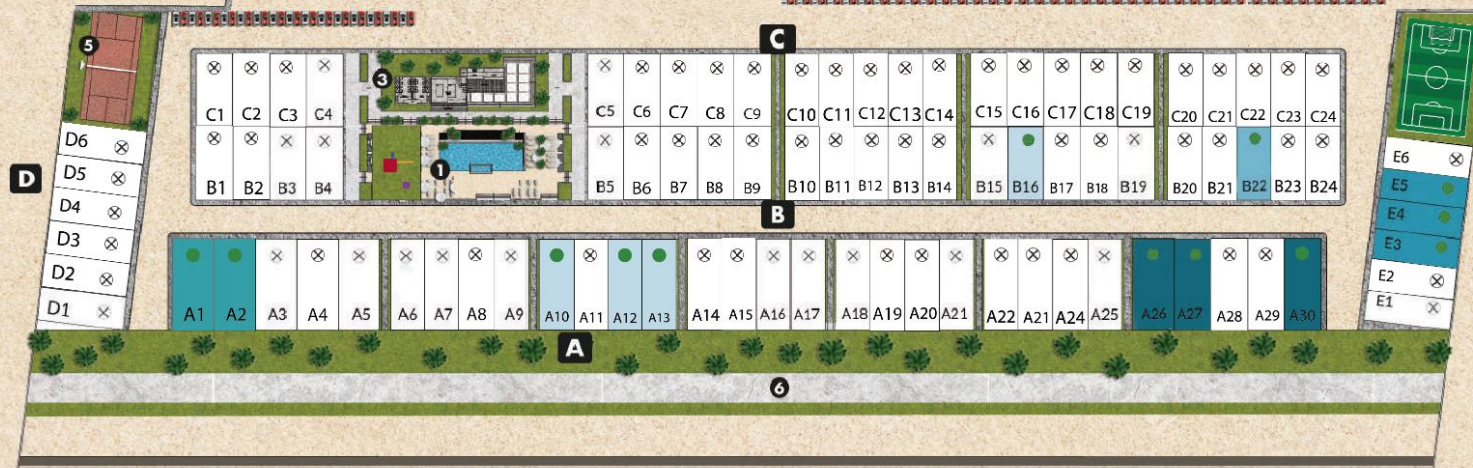 C
5
3
C1 C2 C3 C4 C5 C6 C7 C8 C9 C10 C11 C12 C13 C14 C15 C16 C17 C18 C19 C20 C21 C22 C23 C24
1
B1 B2 B3 B4 B5 B6 B7 B8 B9 B10 B11 B12 B13 B14 B15 B16 B17 B18 B19 B20 B21 B22 B23 B24
D
D6
D5
D4
D3
D2
D1
E6
E5
E4
E3
E2
E1
B
A1 A2 A3 A4 A5 A6 A7 A8 A9 A10 A11 A12 A13 A14 A15 A16 A17 A18 A19 A20 A21 A22 A21 A24 A25 A26 A27 A28 A29 A30
A
6